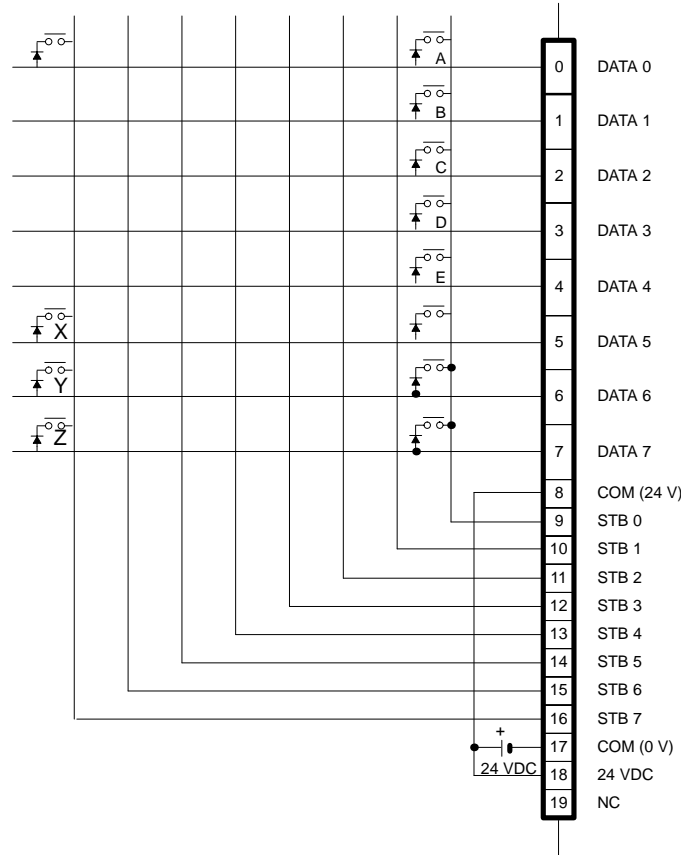 A
0 DATA 0
B
1 DATA 1
C
2 DATA 2
D
3 DATA 3
E
4 DATA 4
X
5 DATA 5
Y
6 DATA 6
Z
7 DATA 7
8 COM (24 V)
9 STB 0
10 STB 1
11 STB 2
12 STB 3
13 STB 4
14 STB 5
15 STB 6
16 STB 7
+
17 COM (0 V)
24 VDC
18 24 VDC
19 NC